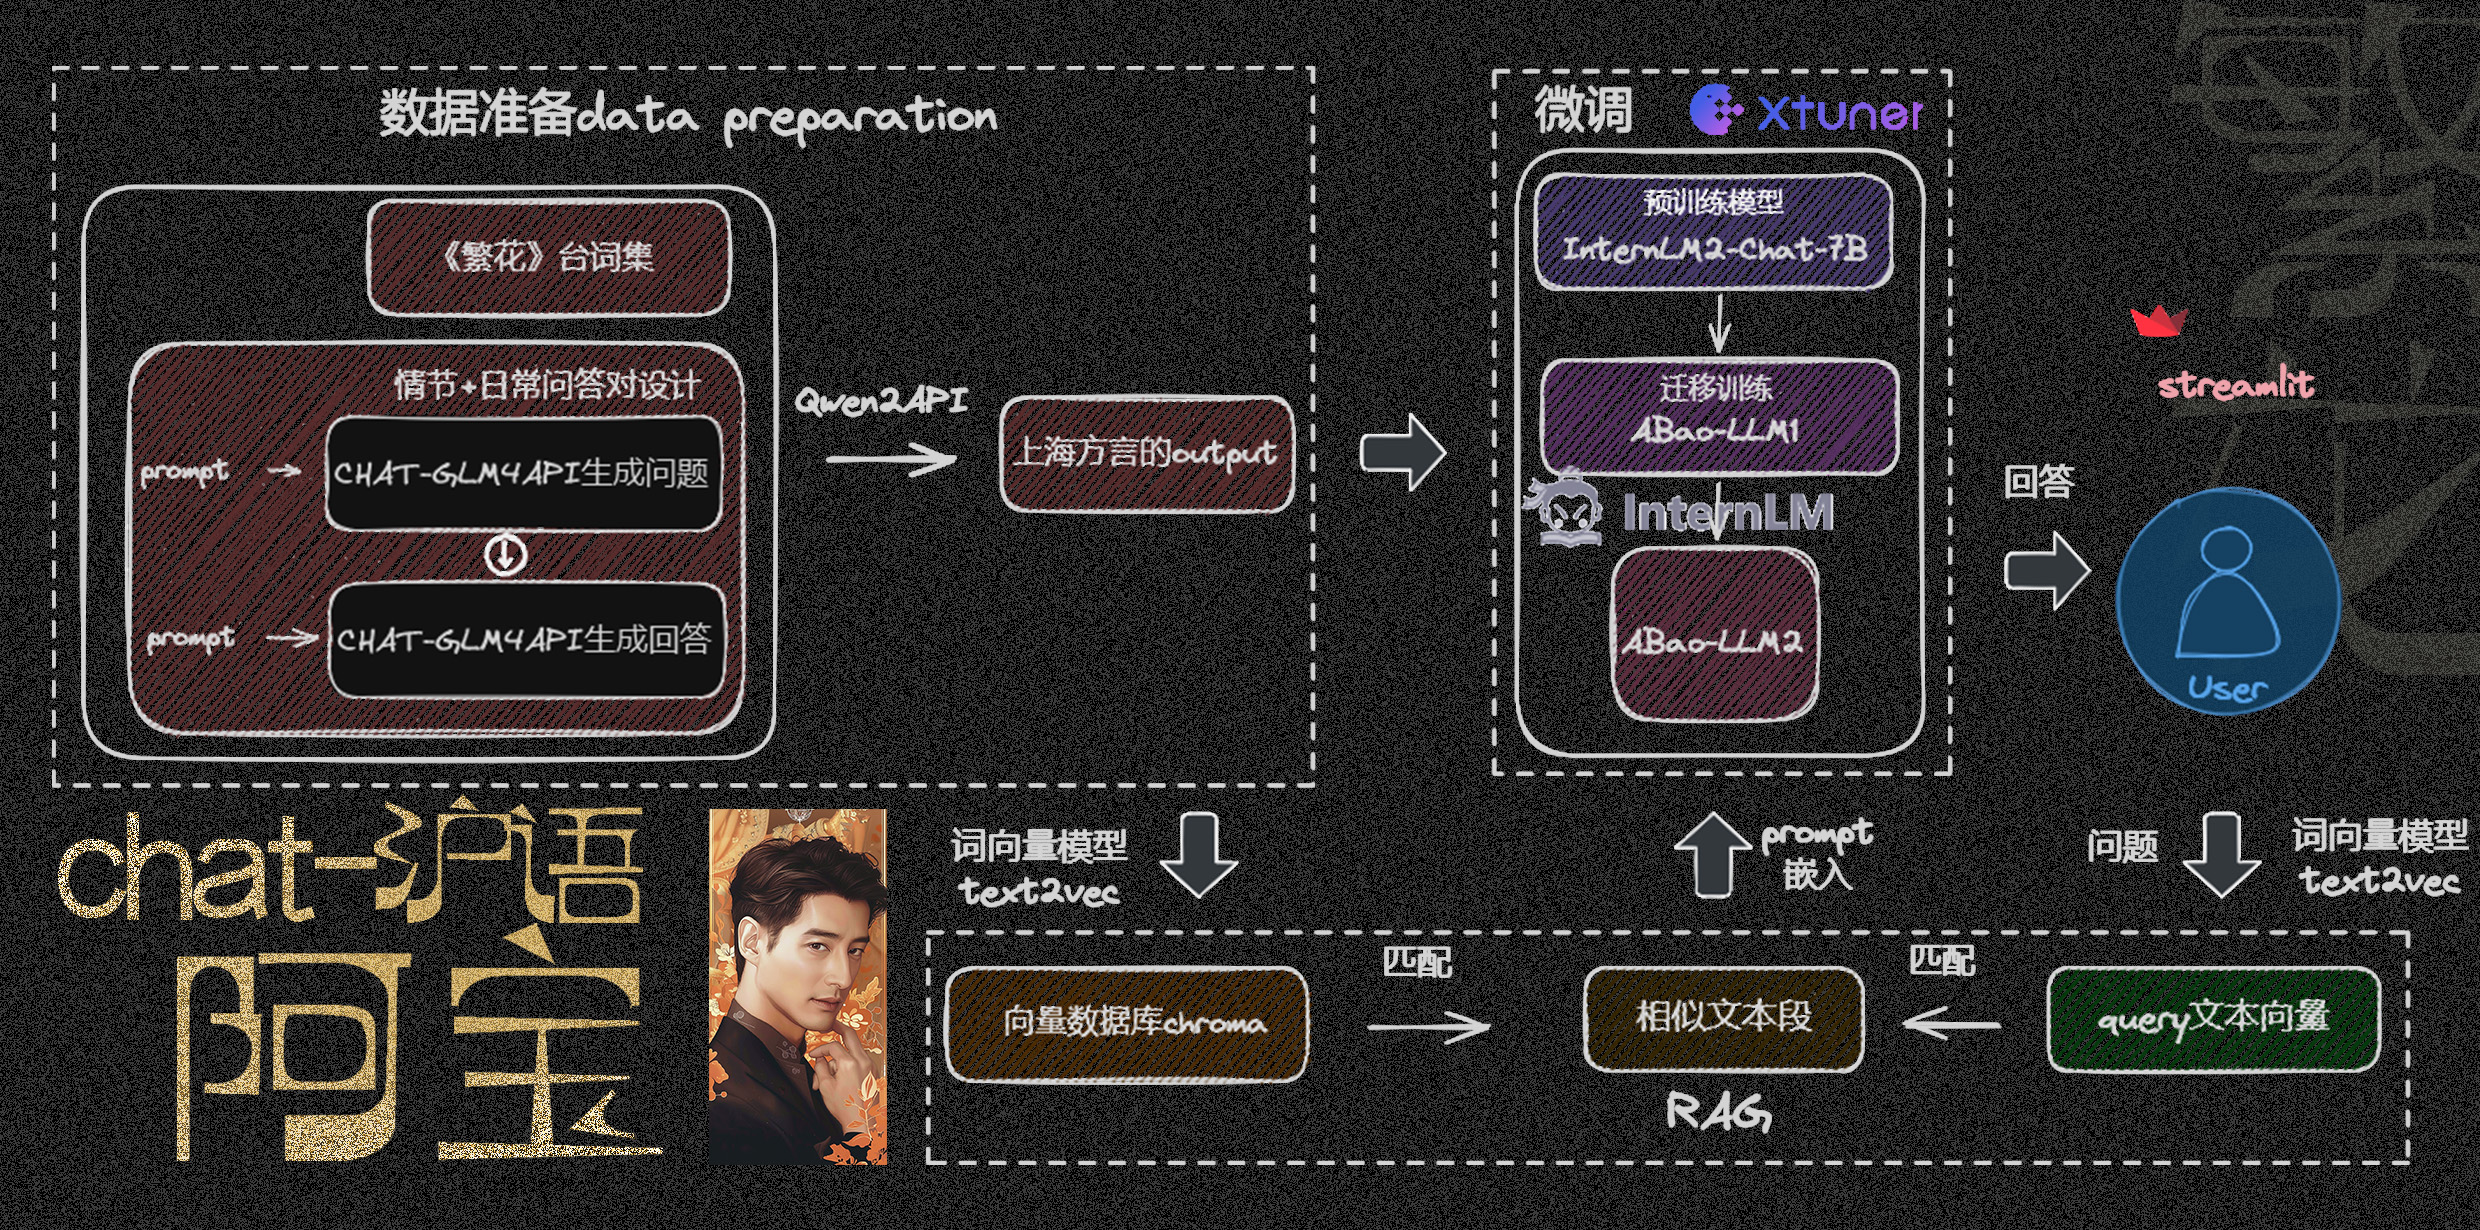 数据准备data preparation
《繁花》台词集
情节+日常问答对设计
prompt
CHAT-GLM4API生成问题
prompt
CHAT-GLM4API生成回答
Qwen2API
上海方言的output
微调
Xtuner
预训练模型
InternLM2-Chat-7B
迁移训练
ABao-LLM1
InternLM
ABao-LLM2
streamlit
回答
User
chat-沪语
阿宝
词向量模型
text2vec
prompt
嵌入
问题
词向量模型
text2vec
向量数据库chroma
匹配
相似文本段
匹配
query文本向量
RAG